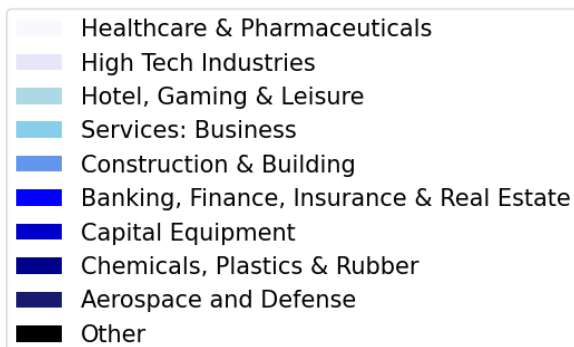 Healthcare & Pharmaceuticals
High Tech Industries
Hotel, Gaming & Leisure
Services: Business
Construction & Building
Banking, Finance, Insurance & Real Estate
Capital Equipment
Chemicals, Plastics & Rubber
Aerospace and Defense
Other